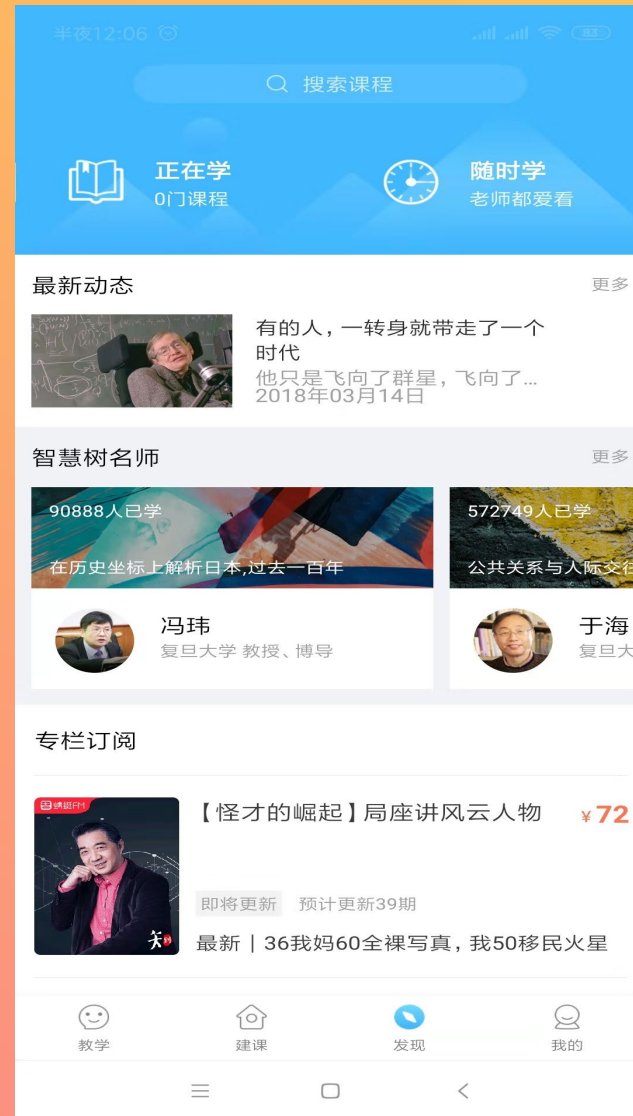 半夜12:06
83
搜索课程
正在学
0门课程
随时学
老师都爱看
最新动态
更多
有的人，一转身就带走了一个
时代
他只是飞向了群星，飞向了...
2018年03月14日
智慧树名师
更多
90888人已学
在历史坐标上解析日本,过去一百年
冯玮
复旦大学 教授、博导
572749人已学
公共关系与人际交往
于海
复旦大
专栏订阅
蜻蜓FM
【怪才的崛起】局座讲风云人物
¥72
即将更新 预计更新39期
最新｜36我妈60全裸写真，我50移民火星
教学
建课
发现
我的